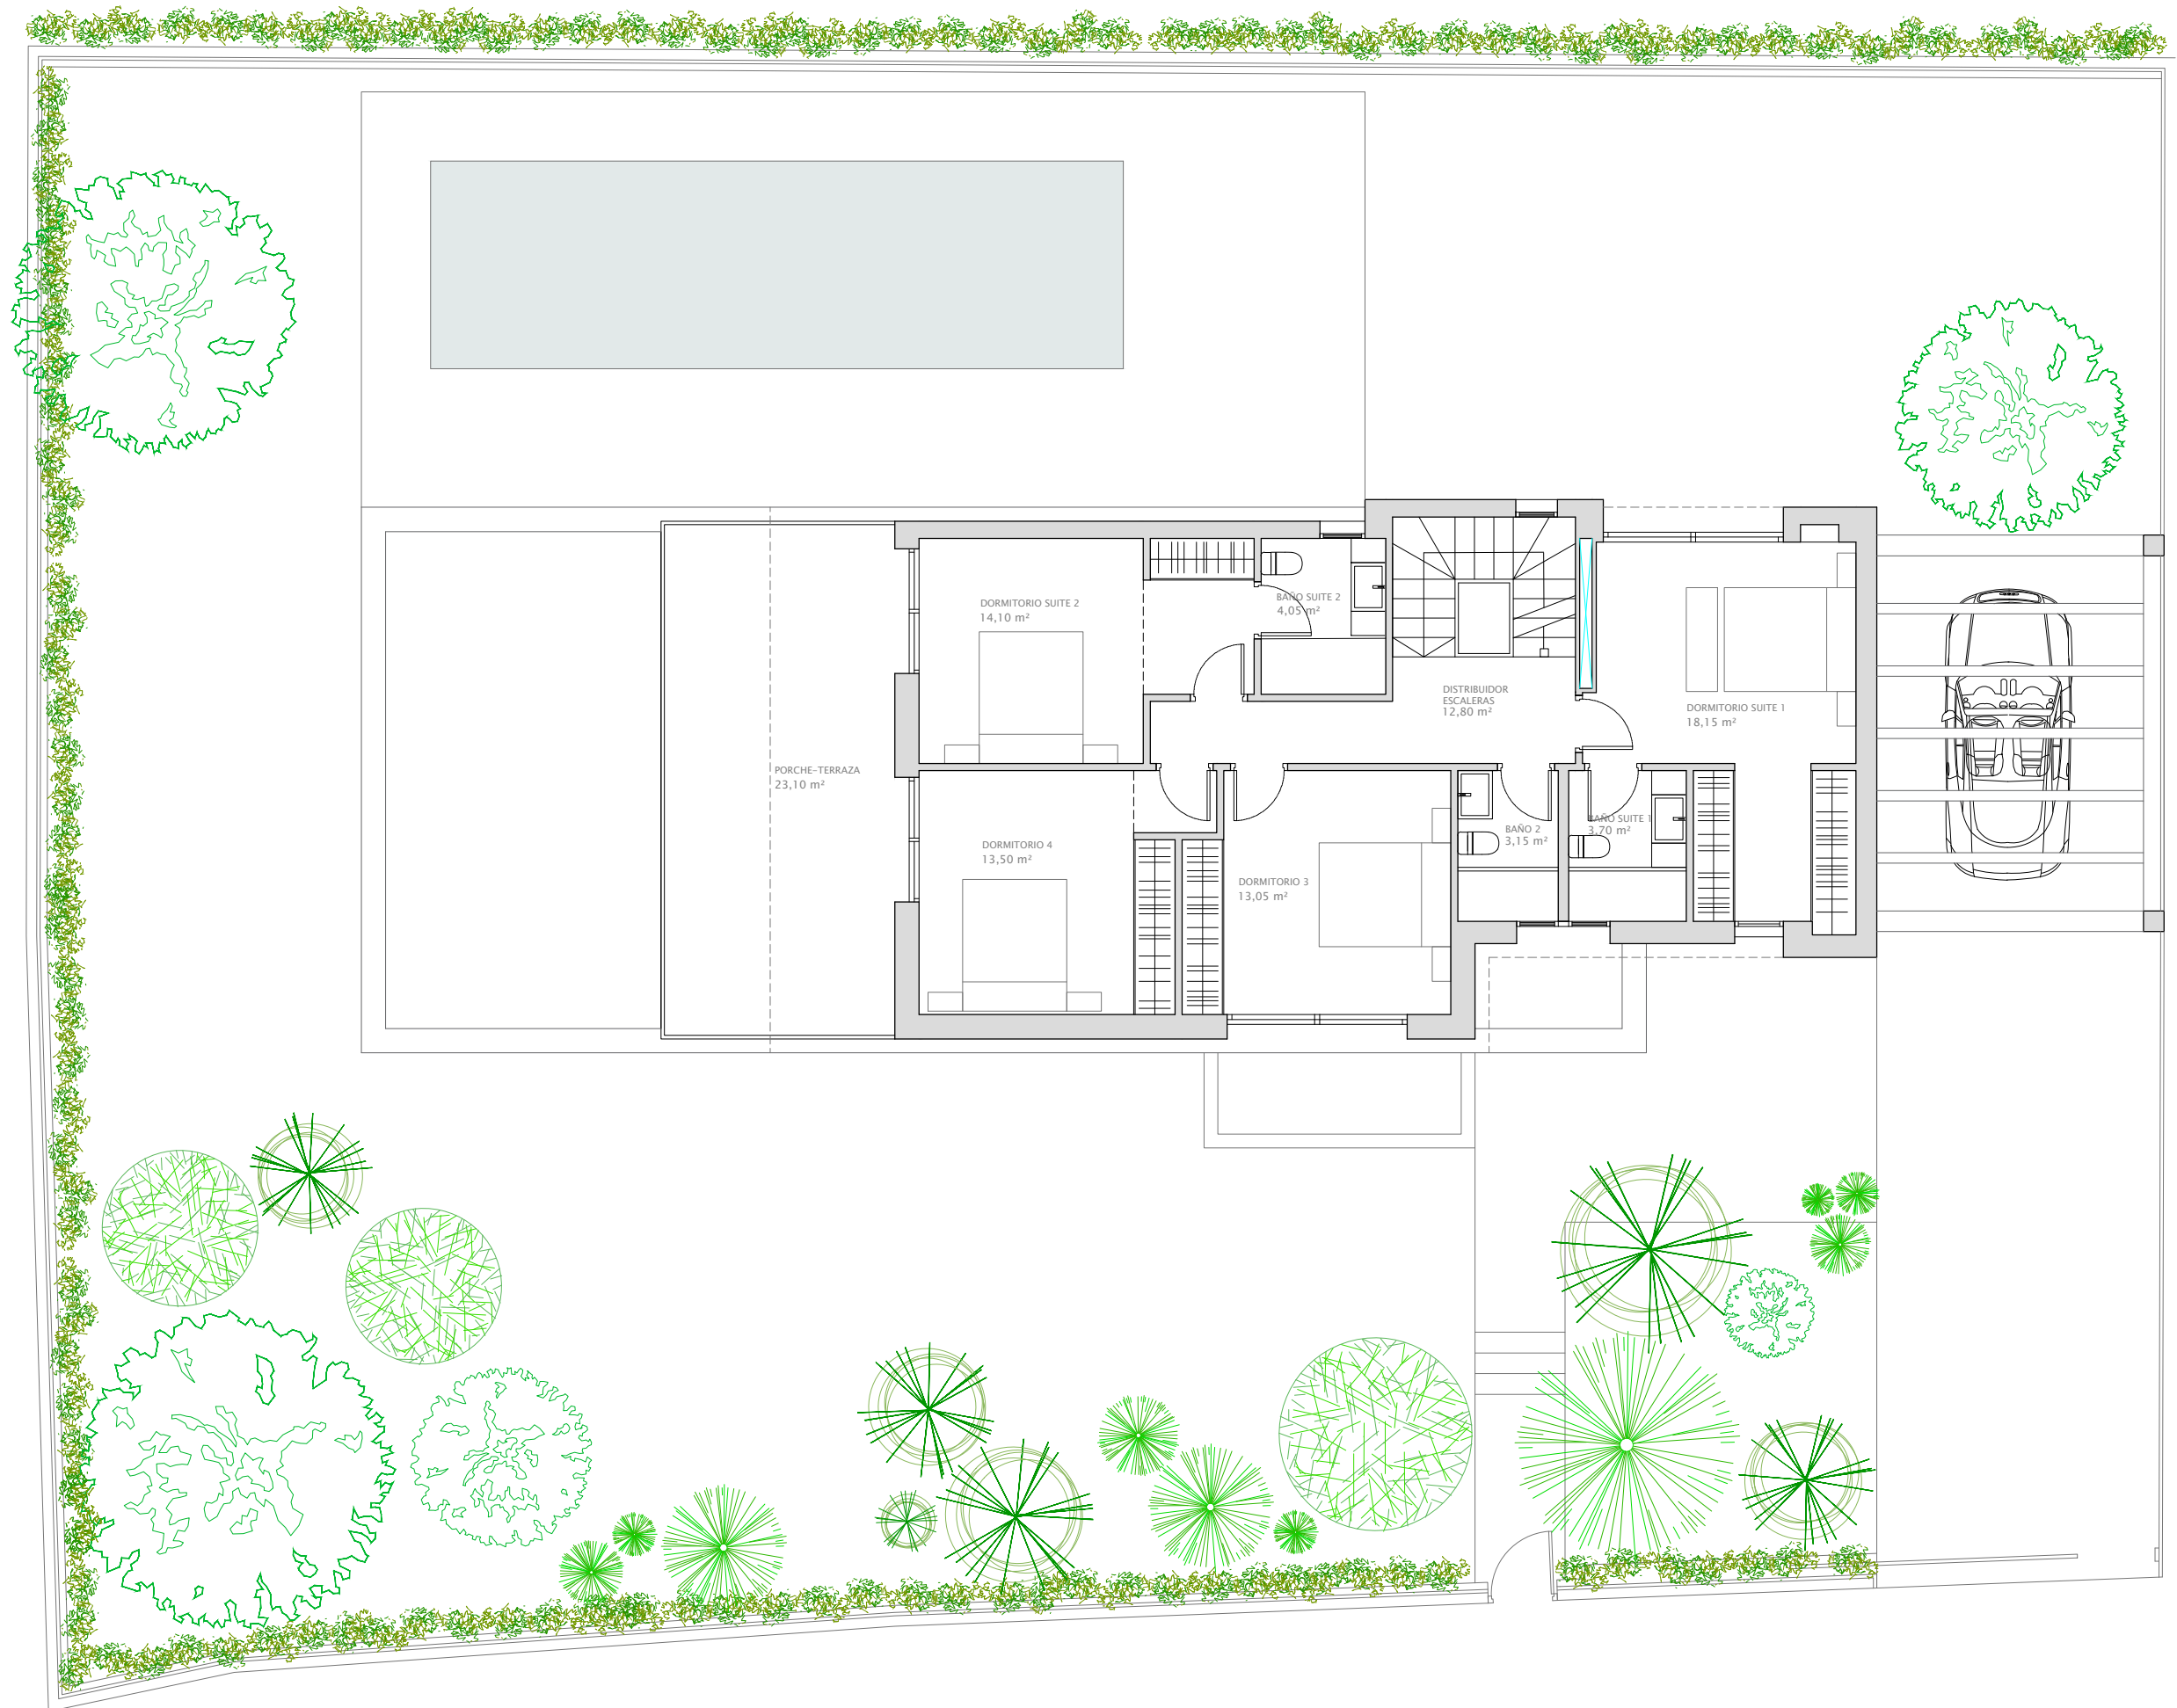 DORMITORIO SUITE 2
14,10 m²
BAÑO SUITE 2
4,05 m²
DISTRIBUIDOR
ESCALERAS
12,80 m²
DORMITORIO SUITE 1
18,15 m²
PORCHE-TERRAZA
23,10 m²
DORMITORIO 4
13,50 m²
DORMITORIO 3
13,05 m²
BAÑO 2
3,15 m²
BAÑO SUITE 1
3,70 m²